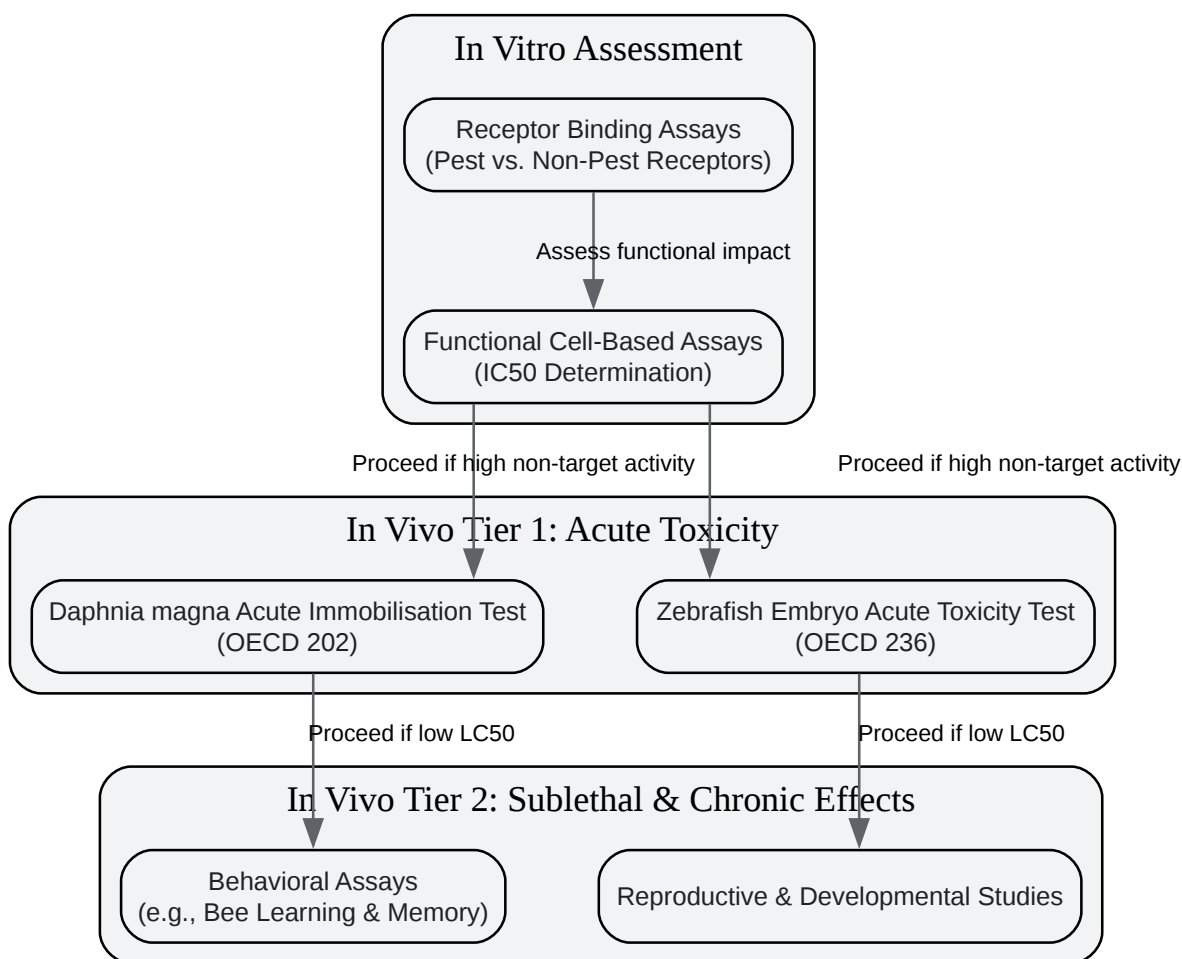 In Vitro Assessment
Receptor Binding Assays
(Pest vs. Non-Pest Receptors)
Assess functional impact
Functional Cell-Based Assays
(IC50 Determination)
Proceed if high non-target activity
Proceed if high non-target activity
In Vivo Tier 1: Acute Toxicity
Daphnia magna Acute Immobilisation Test
(OECD 202)
Zebrafish Embryo Acute Toxicity Test
(OECD 236)
Proceed if low LC50
Proceed if low LC50
In Vivo Tier 2: Sublethal & Chronic Effects
Behavioral Assays
(e.g., Bee Learning & Memory)
Reproductive & Developmental Studies